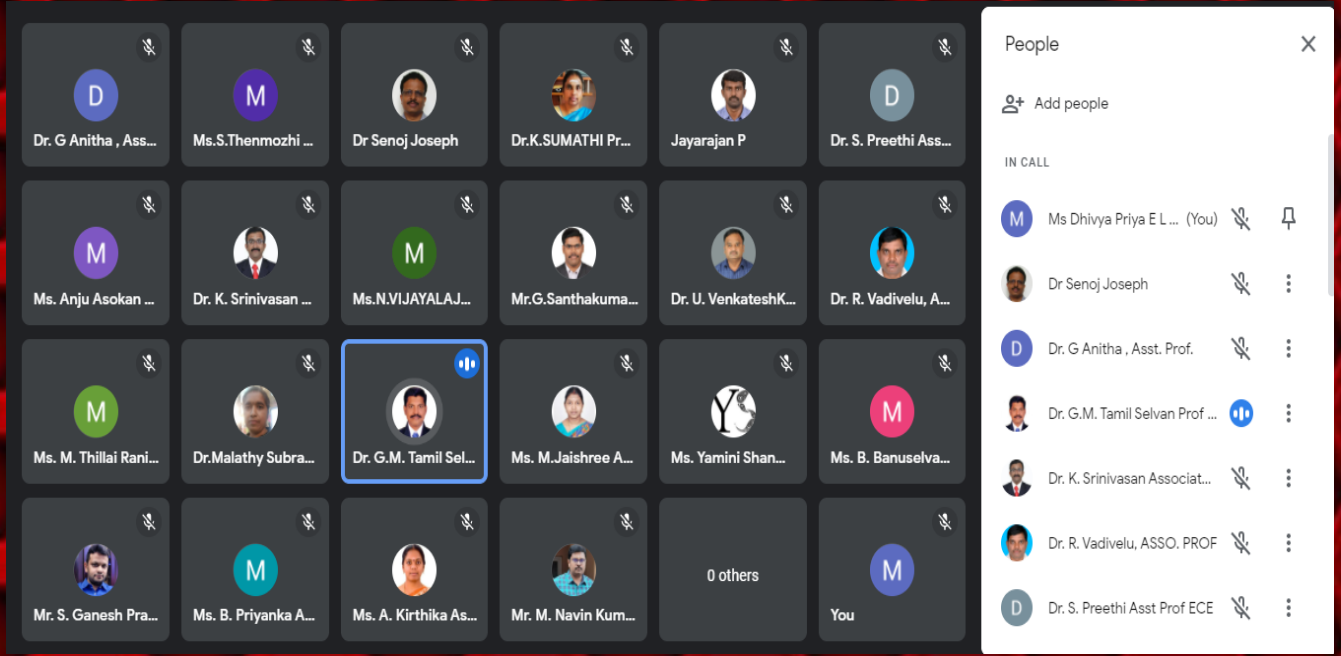 D
Dr. G Anitha , Ass...
M
Ms.S.Thenmozhi ...
Dr Senoj Joseph
Dr.K.SUMATHI Pr...
Jayarajan P
D
Dr. S. Preethi Ass...
M
Ms. Anju Asokan ...
Dr. K. Srinivasan ...
M
Ms.N.VIJAYALAJ...
Mr.G.Santhakuma...
Dr. U. VenkateshK...
Dr. R. Vadivelu, A...
M
Ms. M. Thillai Rani...
Dr.Malathy Subra...
Dr. G.M. Tamil Sel...
Ms. M.Jaishree A...
Y
Ms. Yamini Shan...
M
Ms. B. Banuselva...
Mr. S. Ganesh Pra...
M
Ms. B. Priyanka A...
Ms. A. Kirthika As...
Mr. M. Navin Kum...
0 others
M
You
People
Add people
IN CALL
M
Ms Dhivya Priya E L ... (You)
Dr Senoj Joseph
D
Dr. G Anitha , Asst. Prof.
Dr. G.M. Tamil Selvan Prof ...
Dr. K. Srinivasan Associat...
Dr. R. Vadivelu, ASSO. PROF
D
Dr. S. Preethi Asst Prof ECE